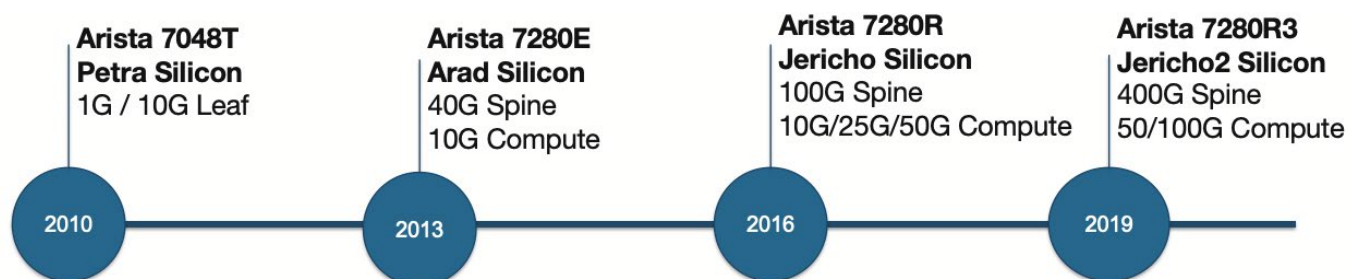 Arista 7048T
Petra Silicon
1G / 10G Leaf
Arista 7280E
Arad Silicon
40G Spine
10G Compute
Arista 7280R
Jericho Silicon
100G Spine
10G/25G/50G Compute
Arista 7280R3
Jericho2 Silicon
400G Spine
50/100G Compute
2010
2013
2016
2019